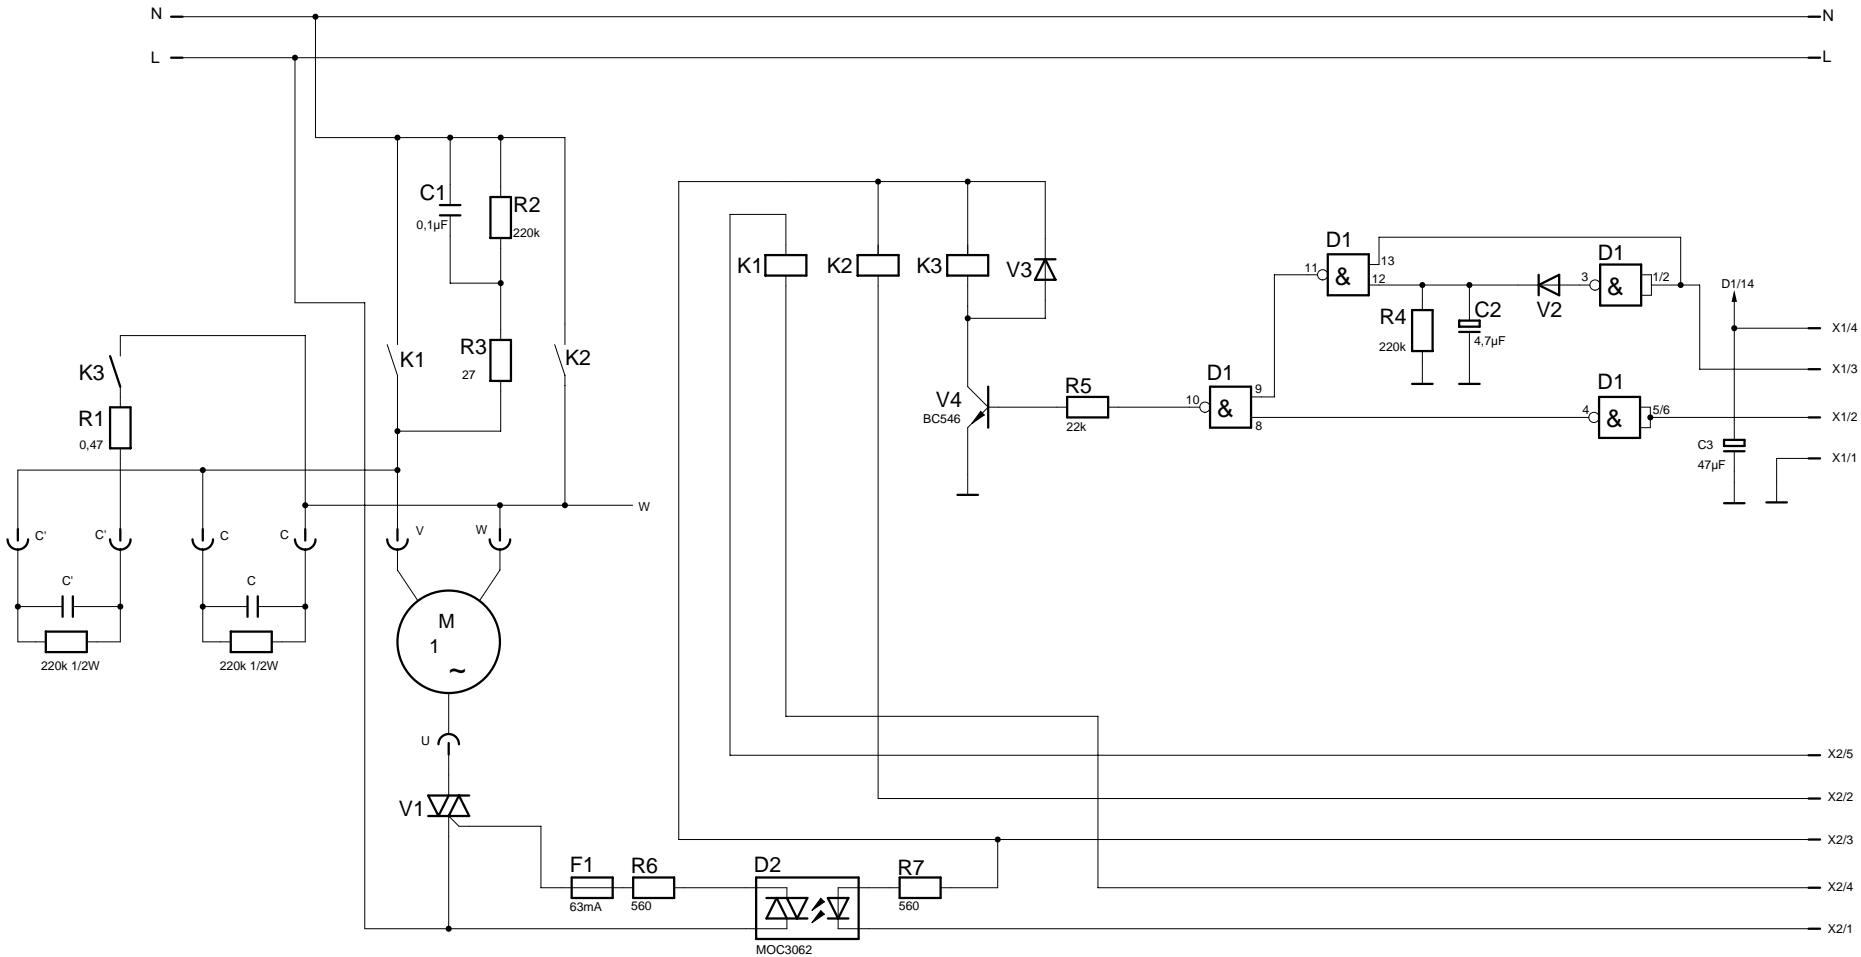 N N
L L
C1
0,1µF
R2
220k
K1 K2 K3 V3
D1
11 & 13
12
D1
3 & 1/2
V2
D1/14
R4
220k
C2
4,7µF
X1/4
K3
K1
R3
27
K2
X1/3
R1
0,47
V4
BC546
R5
22k
D1
10 & 9
8
D1
4 & 5/6
X1/2
C3
47µF
X1/1
W
C' C' C C V W
C' C
220k 1/2W 220k 1/2W
M
1
~
U
X2/5
V1
X2/2
X2/3
F1
63mA
R6
560
D2
MOC3062
R7
560
X2/4
X2/1